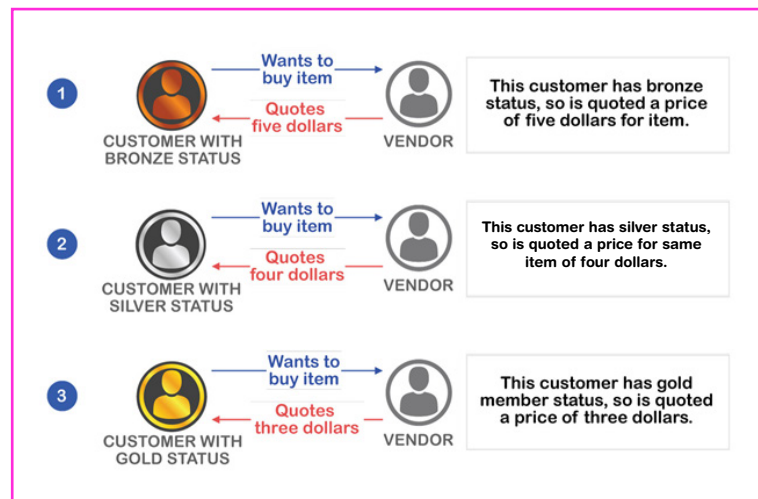 1
Wants to
buy item
Quotes
five dollars
CUSTOMER WITH
BRONZE STATUS
VENDOR
This customer has bronze
status, so is quoted a price
of five dollars for item.
2
Wants to
buy item
Quotes
four dollars
CUSTOMER WITH
SILVER STATUS
VENDOR
This customer has silver status,
so is quoted a price for same
item of four dollars.
3
Wants to
buy item
Quotes
three dollars
CUSTOMER WITH
GOLD STATUS
VENDOR
This customer has gold
member status, so is quoted
a price of three dollars.